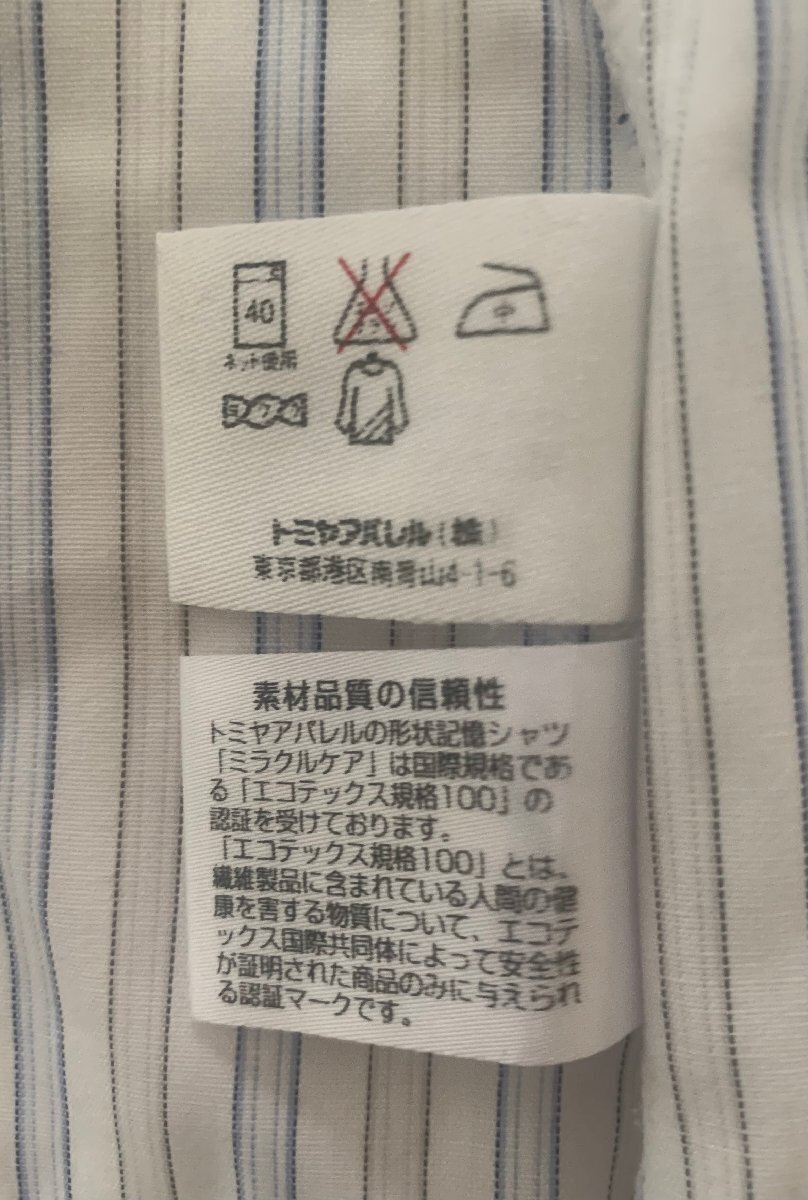 40
ネット使用
中
ヨワク
トミヤアパレル(株)
東京都港区南青山4-1-6
素材品質の信頼性
トミヤアパレルの形状記憶シャツ
「ミラクルケア」は国際規格であ
る「エコテックス規格100」の
認証を受けております。
「エコテックス規格100」とは、
繊維製品に含まれている人間の健
康を害する物質について、エコテ
ックス国際共同体によって安全性
が証明された商品のみに与えられ
る認証マークです。